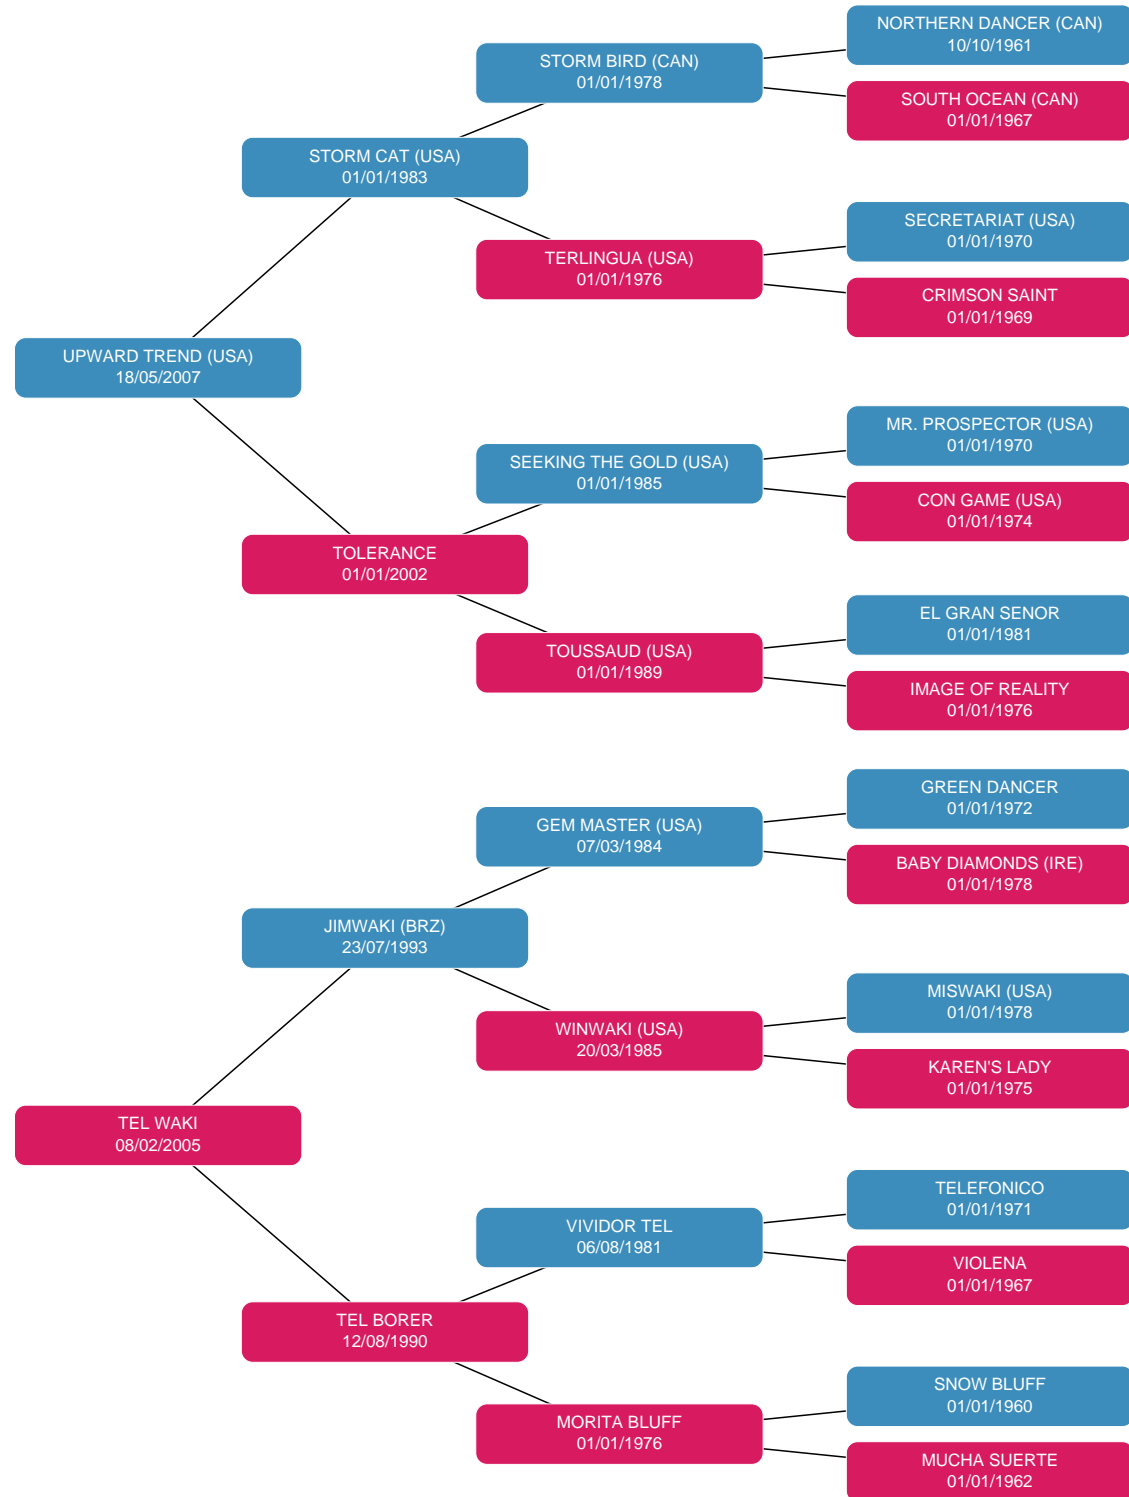 NORTHERN DANCER (CAN)
10/10/1961
STORM BIRD (CAN)
01/01/1978
SOUTH OCEAN (CAN)
01/01/1967
STORM CAT (USA)
01/01/1983
SECRETARIAT (USA)
01/01/1970
TERLINGUA (USA)
01/01/1976
CRIMSON SAINT
01/01/1969
UPWARD TREND (USA)
18/05/2007
MR. PROSPECTOR (USA)
01/01/1970
SEEKING THE GOLD (USA)
01/01/1985
CON GAME (USA)
01/01/1974
TOLERANCE
01/01/2002
EL GRAN SENOR
01/01/1981
TOUSSAUD (USA)
01/01/1989
IMAGE OF REALITY
01/01/1976
GREEN DANCER
01/01/1972
GEM MASTER (USA)
07/03/1984
BABY DIAMONDS (IRE)
01/01/1978
JIMWAKI (BRZ)
23/07/1993
MISWAKI (USA)
01/01/1978
WINWAKI (USA)
20/03/1985
KAREN'S LADY
01/01/1975
TEL WAKI
08/02/2005
TELEFONICO
01/01/1971
VIVIDOR TEL
06/08/1981
VIOLENA
01/01/1967
TEL BORER
12/08/1990
SNOW BLUFF
01/01/1960
MORITA BLUFF
01/01/1976
MUCHA SUERTE
01/01/1962